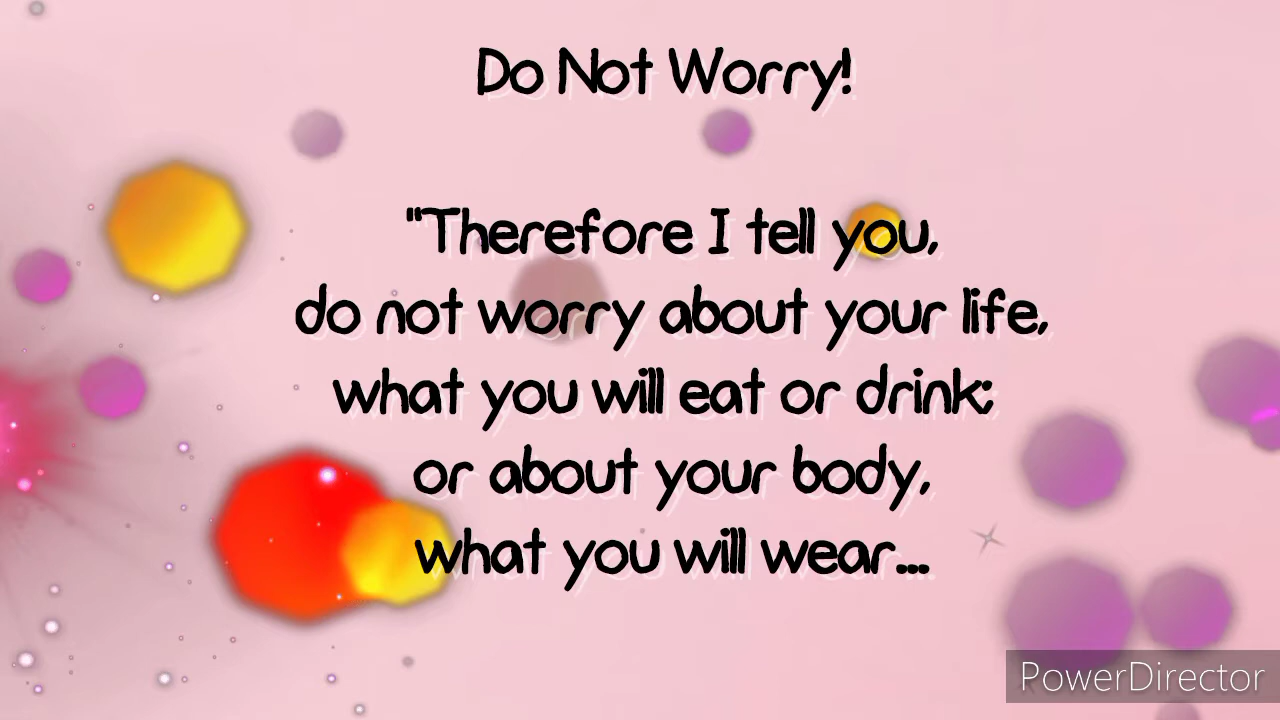 Do Not Worry!
"Therefore I tell you,
do not worry about your life,
what you will eat or drink;
or about your body,
what you will wear...
PowerDirector